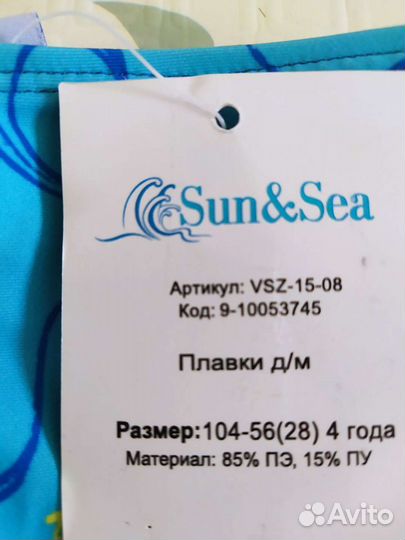 Sun&Sea
Артикул: VSZ-15-08
Код: 9-10053745
Плавки д/м
Размер:104-56(28) 4 года
Материал: 85% ПЭ, 15% ПУ
Avito